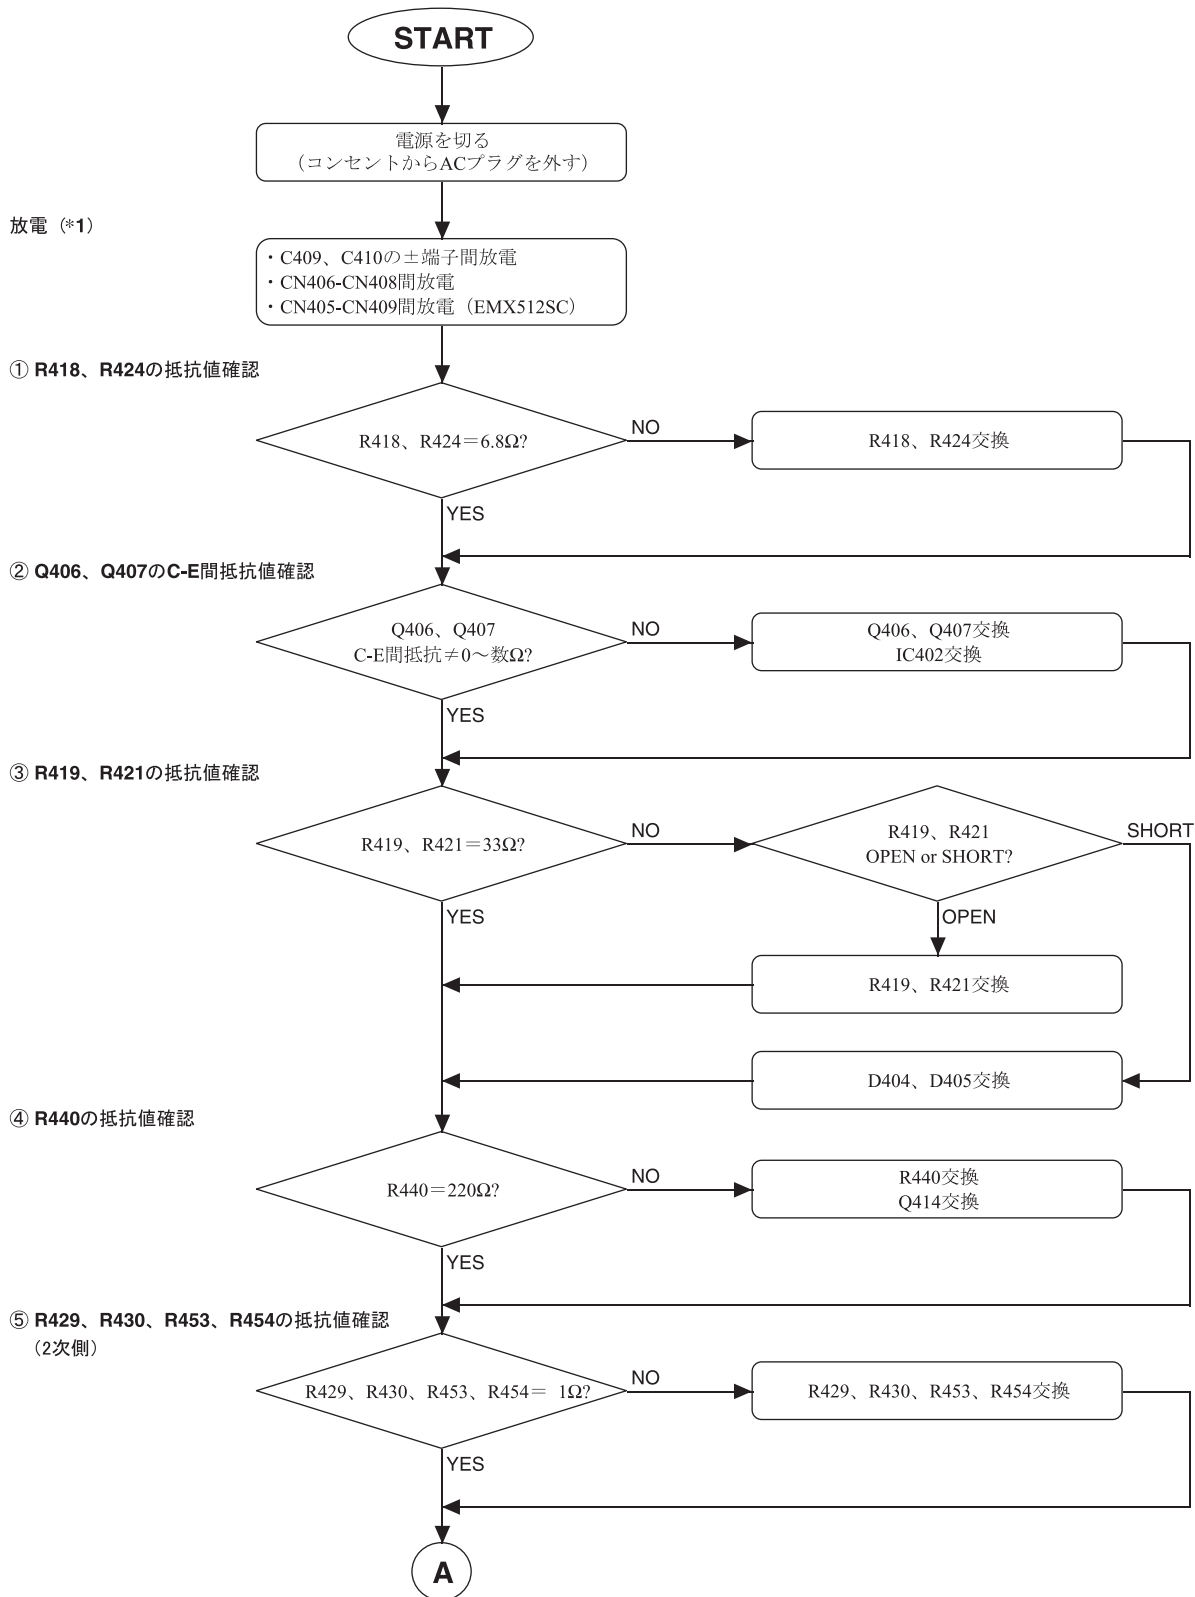 START
電源を切る
（コンセントからACプラグを外す）
放電（*1）
・C409、C410の±端子間放電
・CN406-CN408間放電
・CN405-CN409間放電（EMX512SC）
① R418、R424の抵抗値確認
R418、R424＝6.8Ω?
NO
R418、R424交換
YES
② Q406、Q407のC-E間抵抗値確認
Q406、Q407
C-E間抵抗≠0～数Ω?
NO
Q406、Q407交換
IC402交換
YES
③ R419、R421の抵抗値確認
R419、R421＝33Ω?
NO
R419、R421
OPEN or SHORT?
SHORT
YES
OPEN
R419、R421交換
D404、D405交換
④ R440の抵抗値確認
R440＝220Ω?
NO
R440交換
Q414交換
YES
⑤ R429、R430、R453、R454の抵抗値確認
（2次側）
R429、R430、R453、R454＝ 1Ω?
NO
R429、R430、R453、R454交換
YES
A